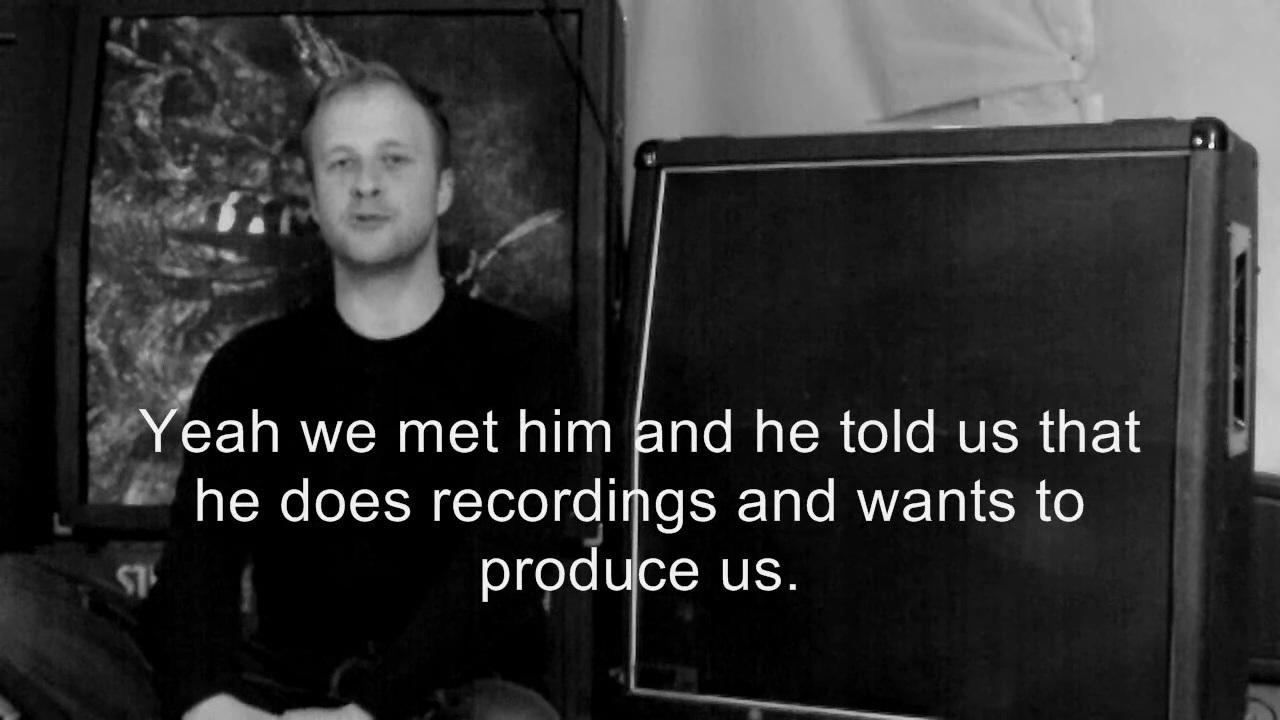 Yeah we met him and he told us that
he does recordings and wants to
produce us.